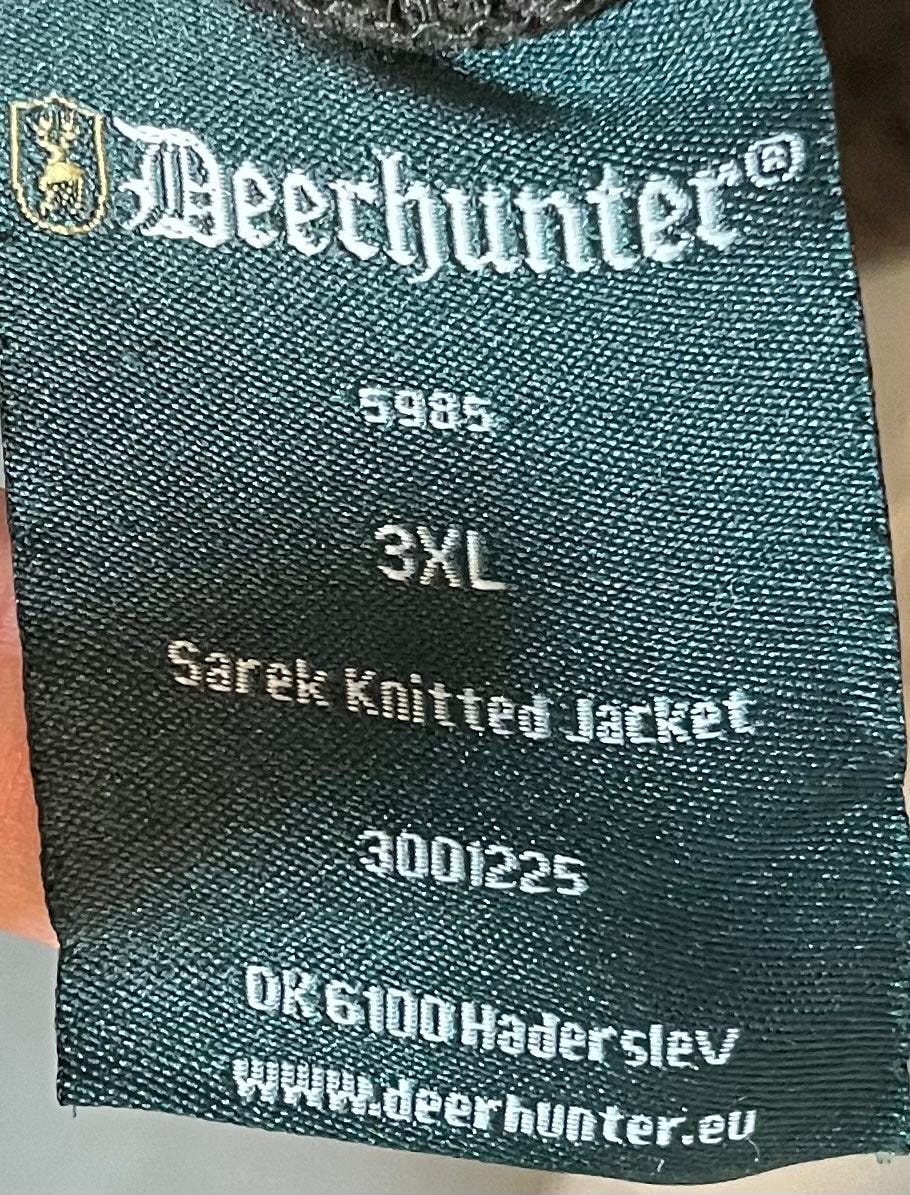 Deerhunter®
5985
3XL
Sarek Knitted Jacket
3001225
DK 6100 Haderslev
www.deerhunter.eu